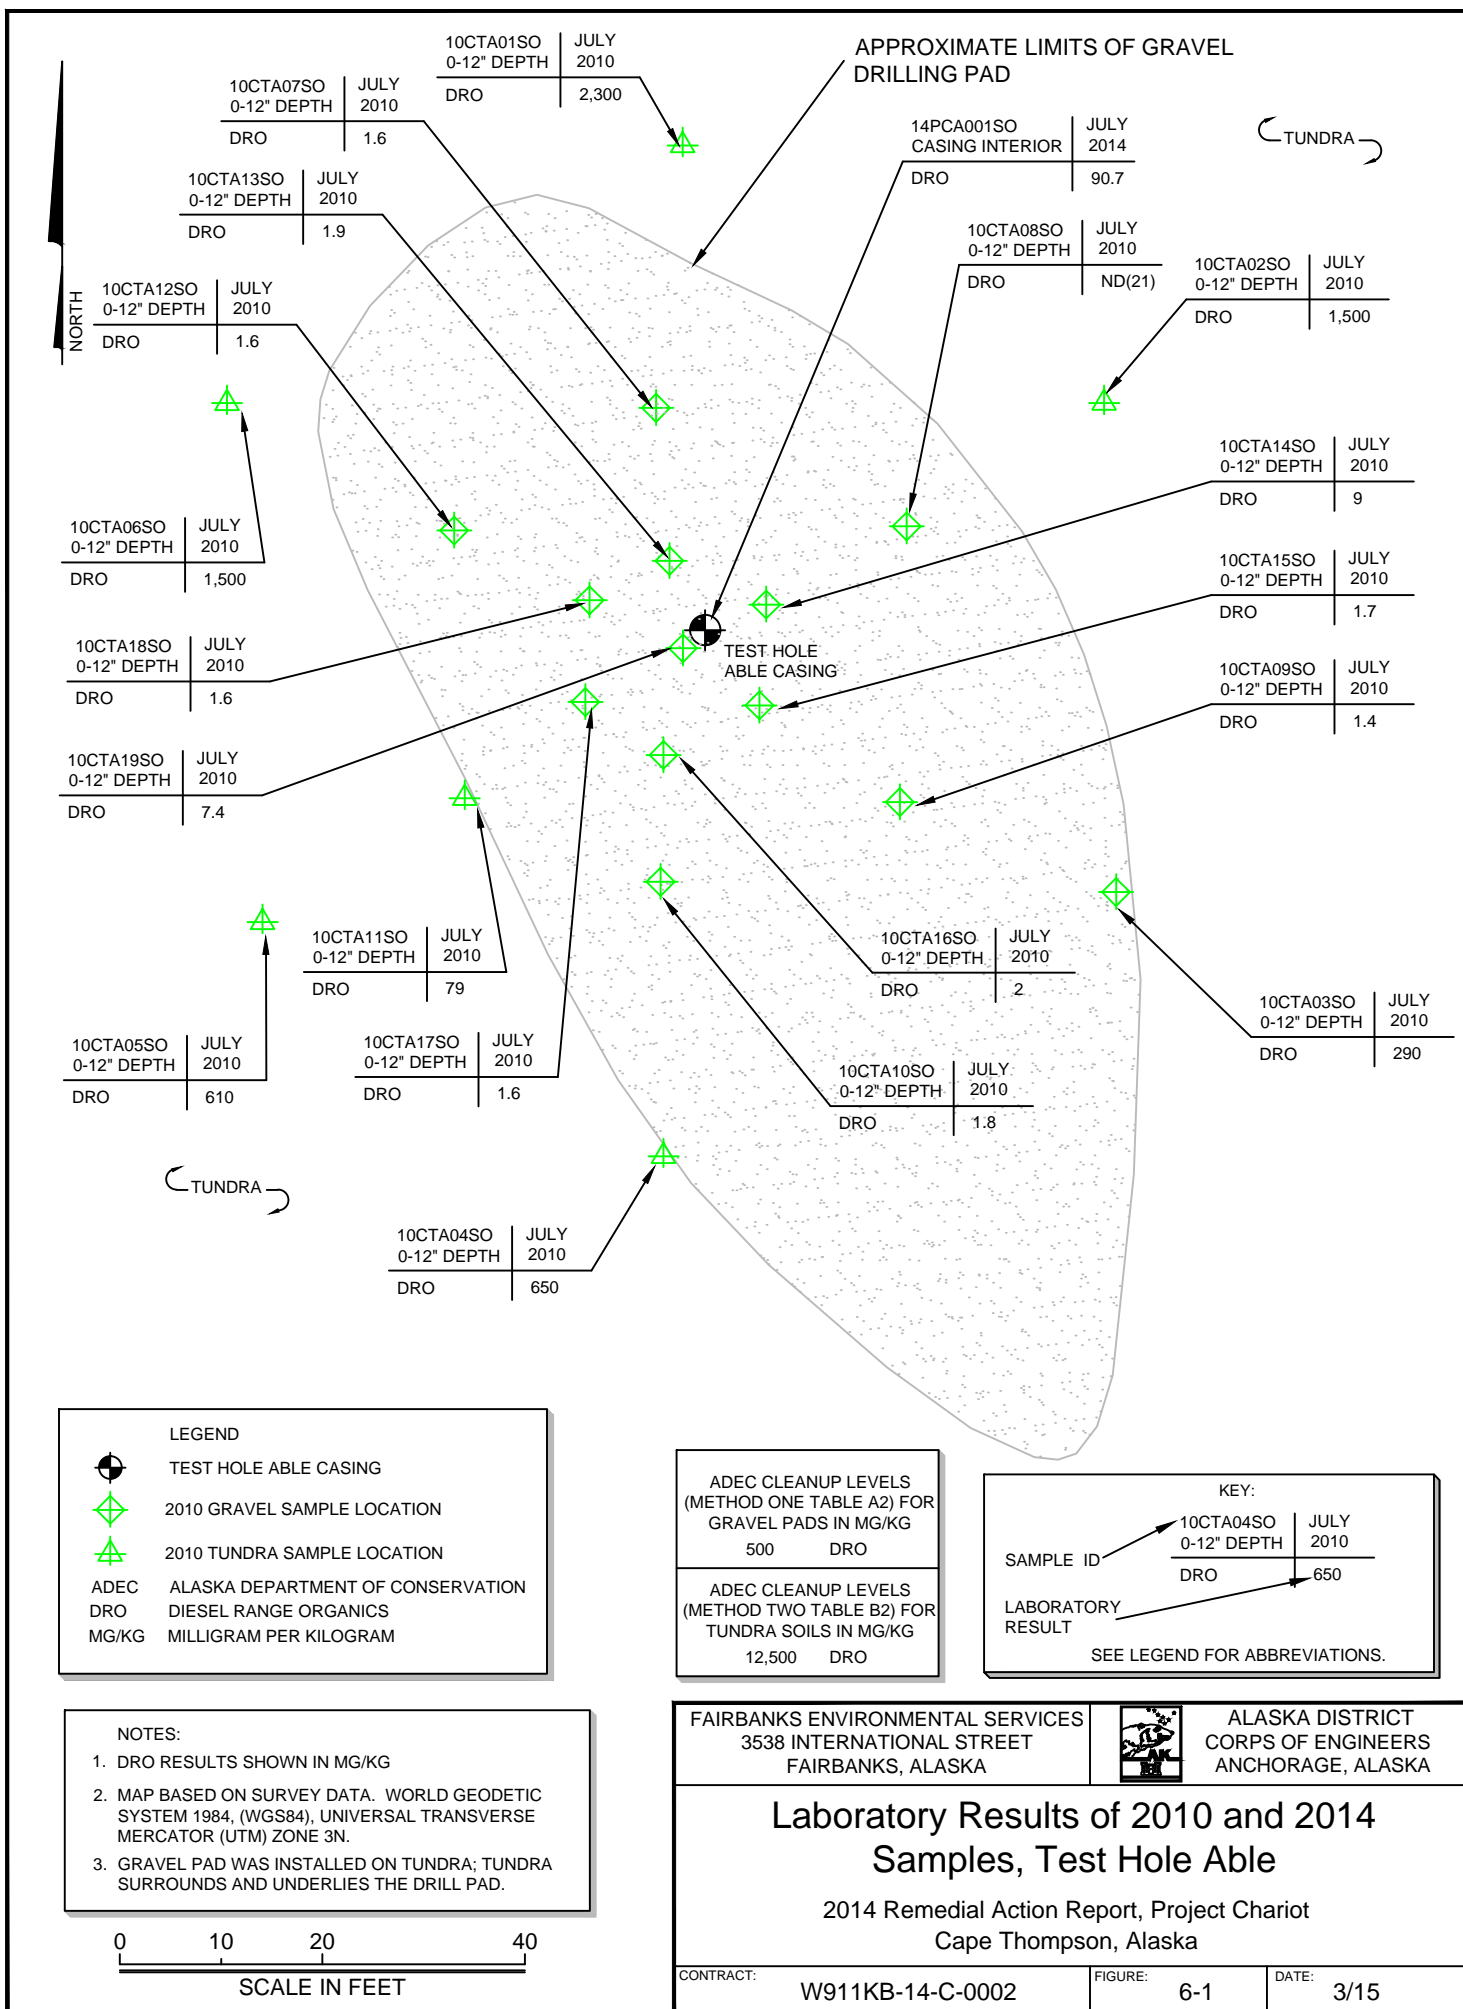 10CTA01SO
0-12" DEPTH
JULY
2010
DRO
2,300
APPROXIMATE LIMITS OF GRAVEL
DRILLING PAD
10CTA07SO
0-12" DEPTH
JULY
2010
DRO
1.6
14PCA001SO
CASING INTERIOR
JULY
2014
DRO
90.7
TUNDRA
10CTA13SO
0-12" DEPTH
JULY
2010
DRO
1.9
10CTA08SO
0-12" DEPTH
JULY
2010
DRO
ND(21)
10CTA02SO
0-12" DEPTH
JULY
2010
DRO
1,500
NORTH
10CTA12SO
0-12" DEPTH
JULY
2010
DRO
1.6
10CTA14SO
0-12" DEPTH
JULY
2010
DRO
9
10CTA06SO
0-12" DEPTH
JULY
2010
DRO
1,500
10CTA15SO
0-12" DEPTH
JULY
2010
DRO
1.7
10CTA18SO
0-12" DEPTH
JULY
2010
DRO
1.6
TEST HOLE
ABLE CASING
10CTA09SO
0-12" DEPTH
JULY
2010
DRO
1.4
10CTA19SO
0-12" DEPTH
JULY
2010
DRO
7.4
10CTA11SO
0-12" DEPTH
JULY
2010
DRO
79
10CTA16SO
0-12" DEPTH
JULY
2010
DRO
2
10CTA03SO
0-12" DEPTH
JULY
2010
DRO
290
10CTA05SO
0-12" DEPTH
JULY
2010
DRO
610
10CTA17SO
0-12" DEPTH
JULY
2010
DRO
1.6
10CTA10SO
0-12" DEPTH
JULY
2010
DRO
1.8
TUNDRA
10CTA04SO
0-12" DEPTH
JULY
2010
DRO
650
LEGEND
TEST HOLE ABLE CASING
2010 GRAVEL SAMPLE LOCATION
2010 TUNDRA SAMPLE LOCATION
ADEC ALASKA DEPARTMENT OF CONSERVATION
DRO DIESEL RANGE ORGANICS
MG/KG MILLIGRAM PER KILOGRAM
ADEC CLEANUP LEVELS
(METHOD ONE TABLE A2) FOR
GRAVEL PADS IN MG/KG
500 DRO
ADEC CLEANUP LEVELS
(METHOD TWO TABLE B2) FOR
TUNDRA SOILS IN MG/KG
12,500 DRO
KEY:
SAMPLE ID
10CTA04SO
0-12" DEPTH
JULY
2010
DRO
650
LABORATORY
RESULT
SEE LEGEND FOR ABBREVIATIONS.
NOTES:
1. DRO RESULTS SHOWN IN MG/KG
2. MAP BASED ON SURVEY DATA. WORLD GEODETIC
SYSTEM 1984, (WGS84), UNIVERSAL TRANSVERSE
MERCATOR (UTM) ZONE 3N.
3. GRAVEL PAD WAS INSTALLED ON TUNDRA; TUNDRA
SURROUNDS AND UNDERLIES THE DRILL PAD.
0 10 20 40
SCALE IN FEET
FAIRBANKS ENVIRONMENTAL SERVICES
3538 INTERNATIONAL STREET
FAIRBANKS, ALASKA
AK
ALASKA DISTRICT
CORPS OF ENGINEERS
ANCHORAGE, ALASKA
Laboratory Results of 2010 and 2014
Samples, Test Hole Able
2014 Remedial Action Report, Project Chariot
Cape Thompson, Alaska
CONTRACT:
W911KB-14-C-0002
FIGURE:
6-1
DATE:
3/15